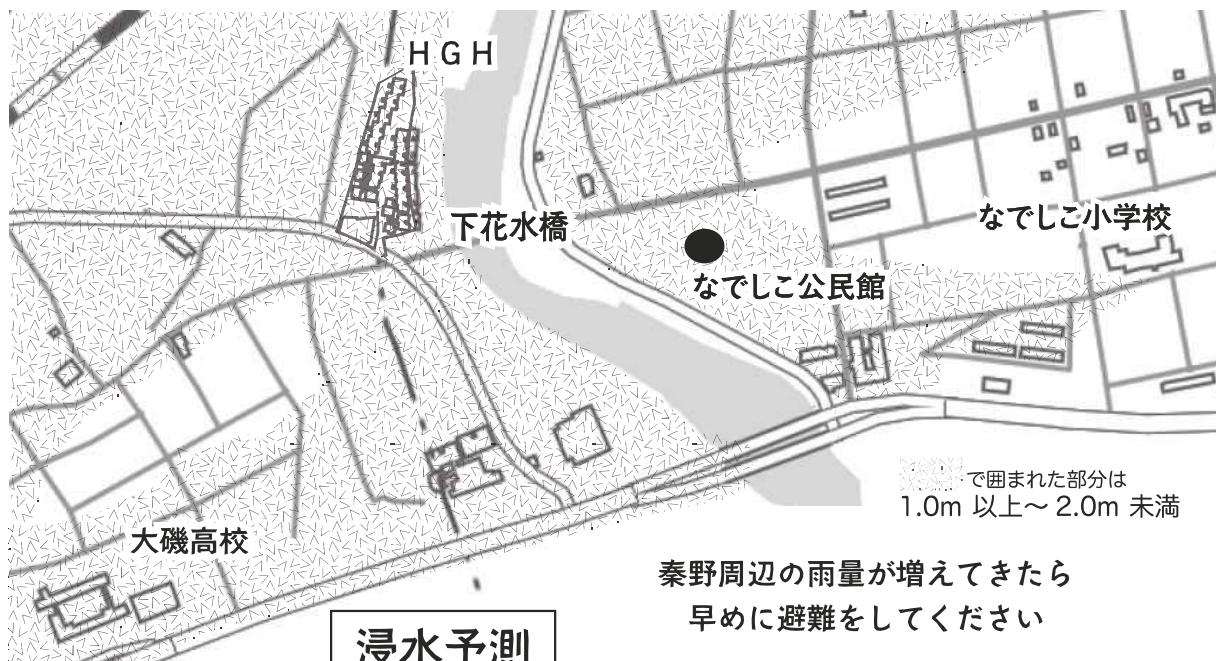 HGH
下花水橋
なでしこ小学校
なでしこ公民館
で囲まれた部分は
1.0m 以上～ 2.0m 未満
大磯高校
秦野周辺の雨量が増えてきたら
早めに避難をしてください
浸水予測